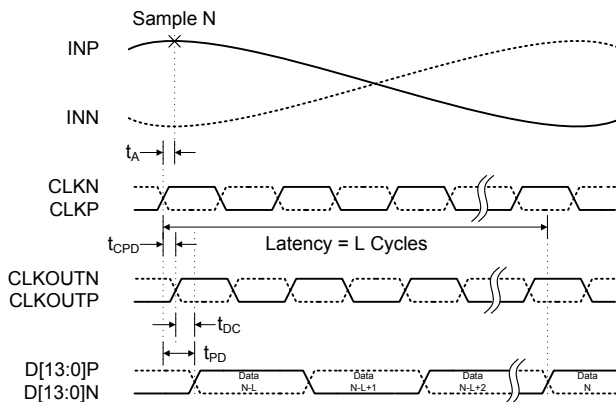 Sample N
INP
INN
tA
CLKN
CLKP
tCPD
Latency = L Cycles
CLKOUTN
CLKOUTP
tDC
tPD
D[13:0]P
D[13:0]N
Data
N-L
Data
N-L+1
Data
N-L+2
Data
N